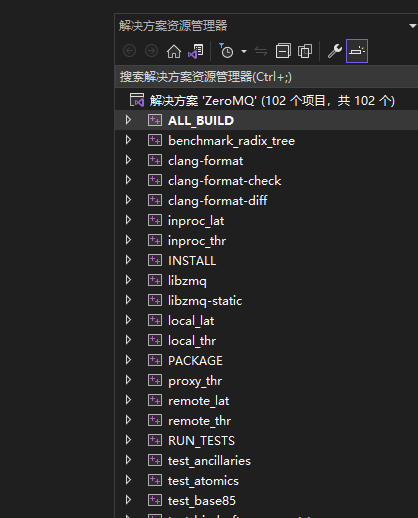 解决方案资源管理器
搜索解决方案资源管理器(Ctrl+;)
解决方案 'ZeroMQ' (102 个项目，共 102 个)
ALL_BUILD
benchmark_radix_tree
clang-format
clang-format-check
clang-format-diff
inproc_lat
inproc_thr
INSTALL
libzmq
libzmq-static
local_lat
local_thr
PACKAGE
proxy_thr
remote_lat
remote_thr
RUN_TESTS
test_ancillaries
test_atomics
test_base85